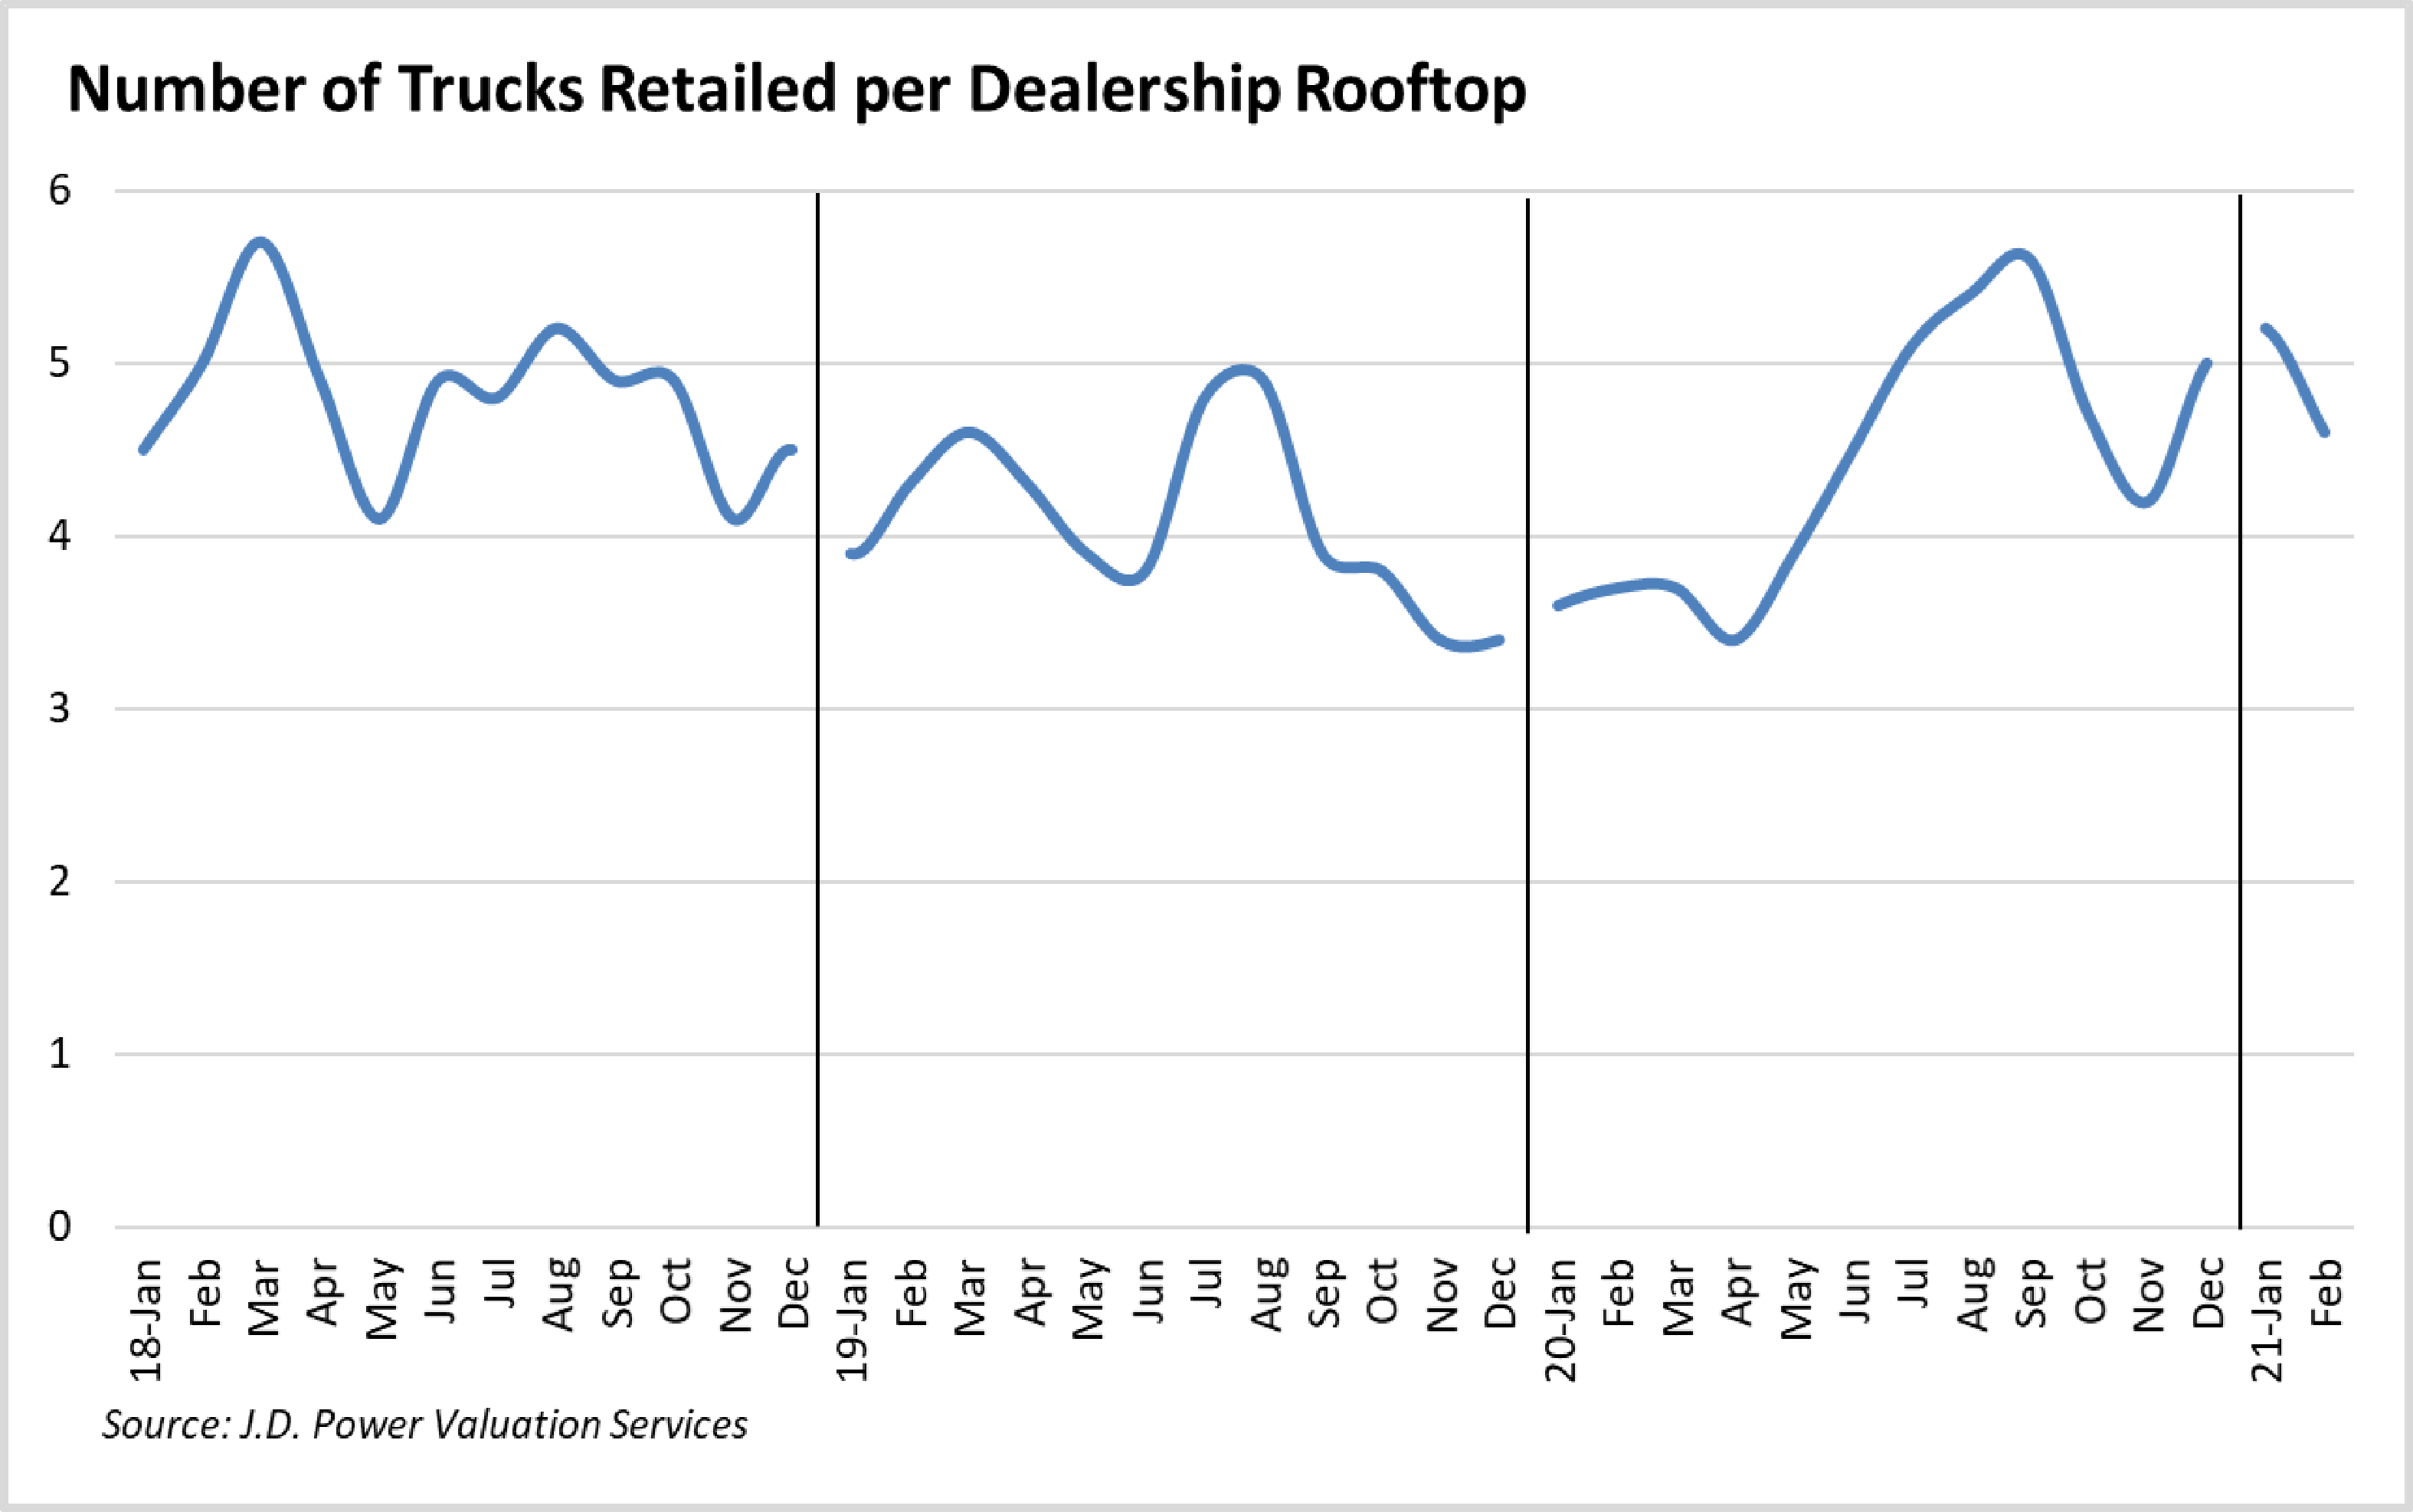 Number of Trucks Retailed per Dealership Rooftop
6
5
4
3
2
1
0
18-Jan Feb Mar Apr May Jun Jul Aug Sep Oct Nov Dec 19-Jan Feb Mar Apr May Jun Jul Aug Sep Oct Nov Dec 20-Jan Feb Mar Apr May Jun Jul Aug Sep Oct Nov Dec 21-Jan Feb
Source: J.D. Power Valuation Services